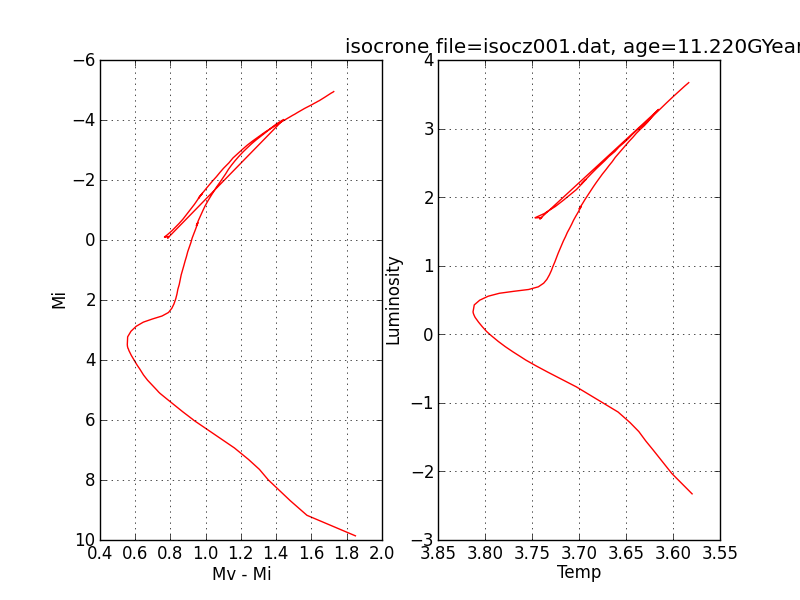 isocrone file=isocz001.dat, age=11.220GYear
−6
−4
−2
0
2
4
6
8
10
Mi
0.4 0.6 0.8 1.0 1.2 1.4 1.6 1.8 2.0
Mv - Mi
4
3
2
1
0
−1
−2
−3
Luminosity
3.85 3.80 3.75 3.70 3.65 3.60 3.55
Temp